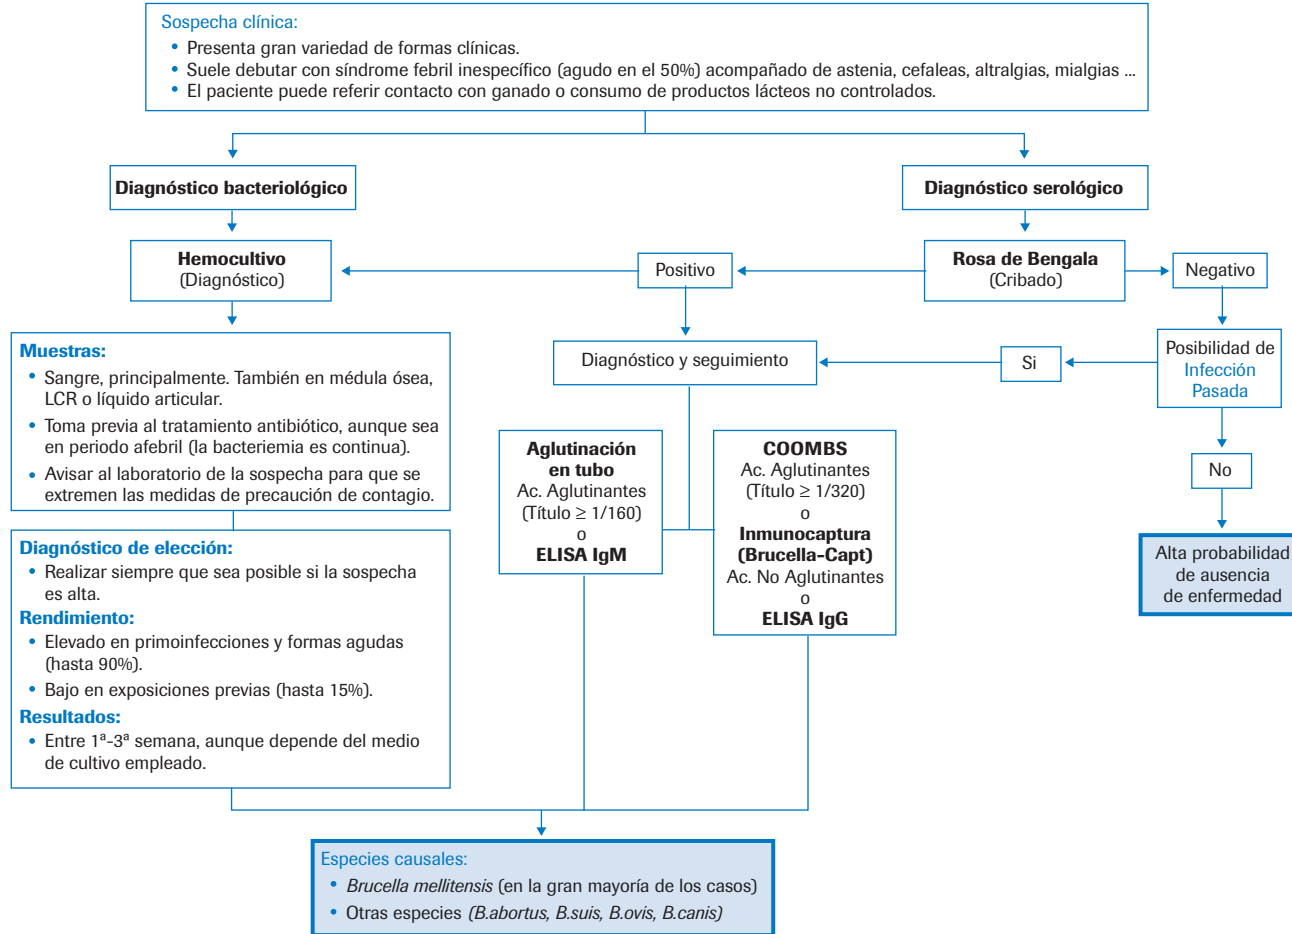 Sospecha clínica:
• Presenta gran variedad de formas clínicas.
• Suele debutar con síndrome febril inespecífico (agudo en el 50%) acompañado de astenia, cefaleas, altralgias, mialgias ...
• El paciente puede referir contacto con ganado o consumo de productos lácteos no controlados.
Diagnóstico bacteriológico
Diagnóstico serológico
Hemocultivo
(Diagnóstico)
Positivo
Rosa de Bengala
(Cribado)
Negativo
Muestras:
• Sangre, principalmente. También en médula ósea,
LCR o líquido articular.
• Toma previa al tratamiento antibiótico, aunque sea
en periodo afebril (la bacteriemia es continua).
• Avisar al laboratorio de la sospecha para que se
extremen las medidas de precaución de contagio.
Diagnóstico y seguimiento
Si
Posibilidad de
Infección
Pasada
No
Alta probabilidad
de ausencia
de enfermedad
Aglutinación
en tubo
Ac. Aglutinantes
(Título ≥ 1/160)
o
ELISA IgM
COOMBS
Ac. Aglutinantes
(Título ≥ 1/320)
o
Inmunocaptura
(Brucella-Capt)
Ac. No Aglutinantes
o
ELISA IgG
Diagnóstico de elección:
• Realizar siempre que sea posible si la sospecha
es alta.
Rendimiento:
• Elevado en primoinfecciones y formas agudas
(hasta 90%).
• Bajo en exposiciones previas (hasta 15%).
Resultados:
• Entre 1ª-3ª semana, aunque depende del medio
de cultivo empleado.
Especies causales:
• Brucella mellitensis (en la gran mayoría de los casos)
• Otras especies (B.abortus, B.suis, B.ovis, B.canis)